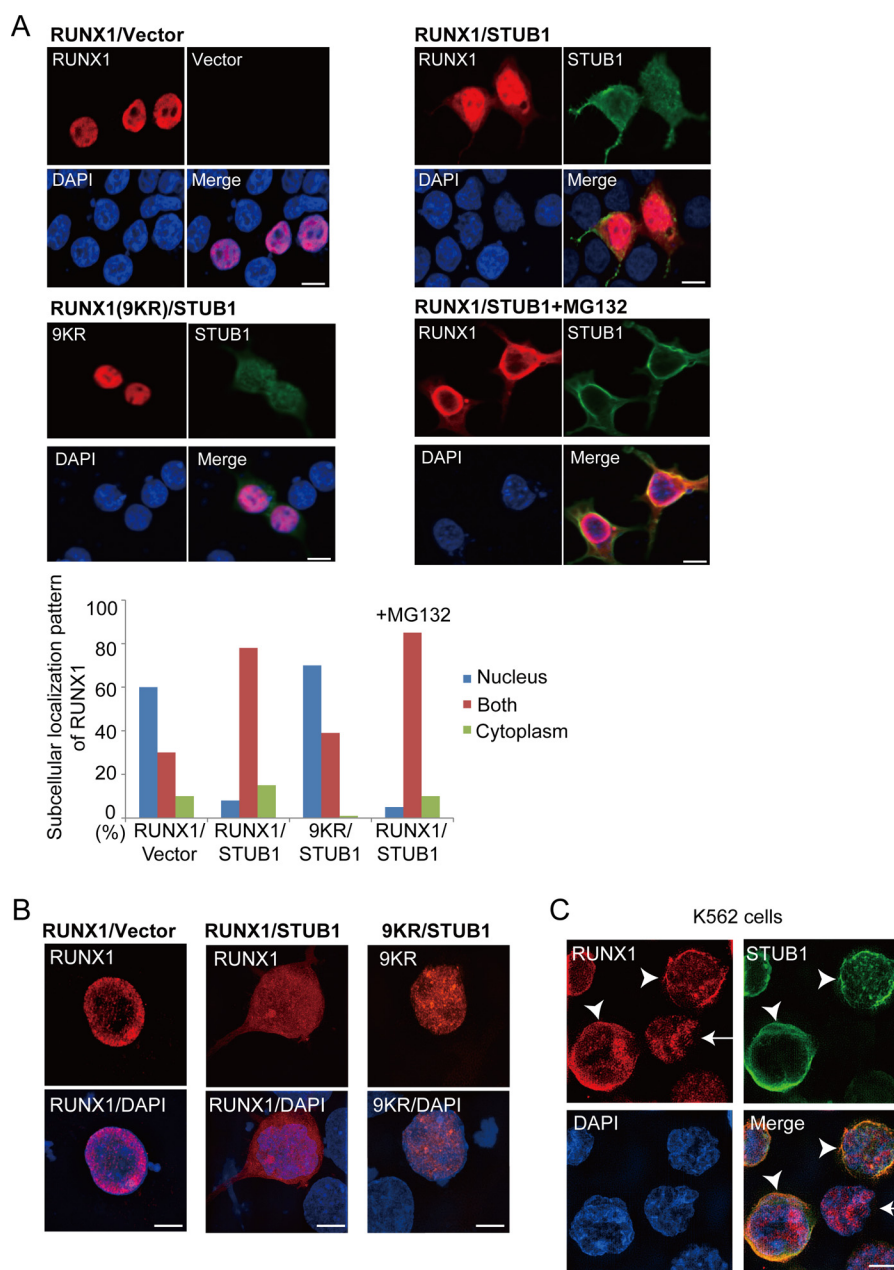 A
RUNX1/Vector
RUNX1
Vector
DAPI
Merge
RUNX1/STUB1
RUNX1
STUB1
DAPI
Merge
RUNX1(9KR)/STUB1
9KR
STUB1
DAPI
Merge
RUNX1/STUB1+MG132
RUNX1
STUB1
DAPI
Merge
Subcellular localization pattern
of RUNX1
100
80
60
40
20
0
(%)
+MG132
Nucleus
Both
Cytoplasm
RUNX1/
Vector
RUNX1/
STUB1
9KR/
STUB1
RUNX1/
STUB1
B
RUNX1/Vector
RUNX1/STUB1
9KR/STUB1
RUNX1
RUNX1
9KR
RUNX1/DAPI
RUNX1/DAPI
9KR/DAPI
C
K562 cells
RUNX1
STUB1
DAPI
Merge